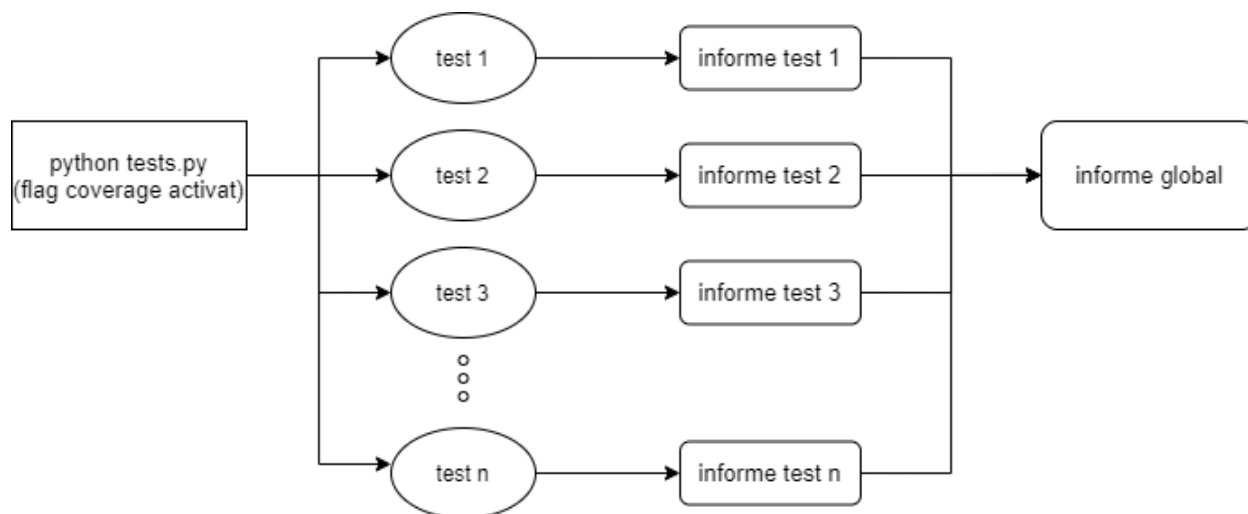 python tests.py
(flag coverage activat)
test 1
informe test 1
test 2
informe test 2
test 3
informe test 3
test n
informe test n
informe global